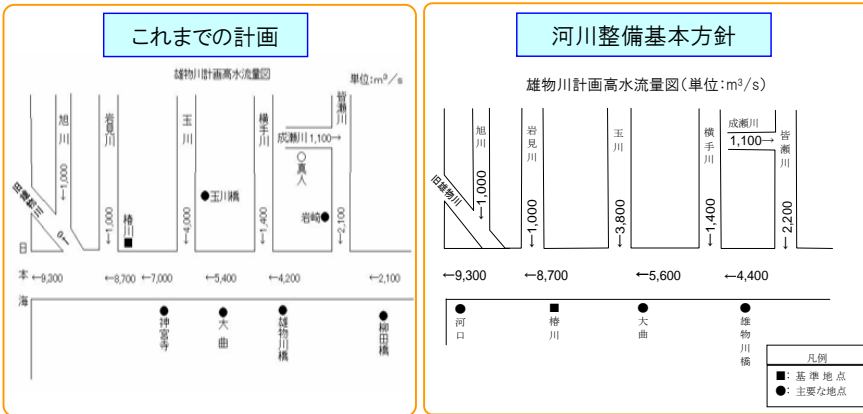 これまでの計画
雄物川計画高水流量図
単位:m³/s
旭川
←1,000
岩見川
←1,000
玉川
←4,000
横手川
←1,400
皆瀬川
←2,100
成瀬川 1,100→
○真人
●玉川橋
岩崎●
椿川
■
旧雄物川
0→
日本海
←9,300
←8,700
←7,000
←5,400
←4,200
←2,100
●神宮寺
●大曲
●雄物川橋
●柳田橋
河川整備基本方針
雄物川計画高水流量図(単位:m³/s)
旧雄物川
旭川
←1,000
岩見川
←1,000
玉川
←3,800
横手川
←1,400
成瀬川
1,100→
皆瀬川
←2,200
←9,300
←8,700
←5,600
←4,400
●河口
■椿川
●大曲
●雄物川橋
凡例
■:基準地点
●:主要な地点